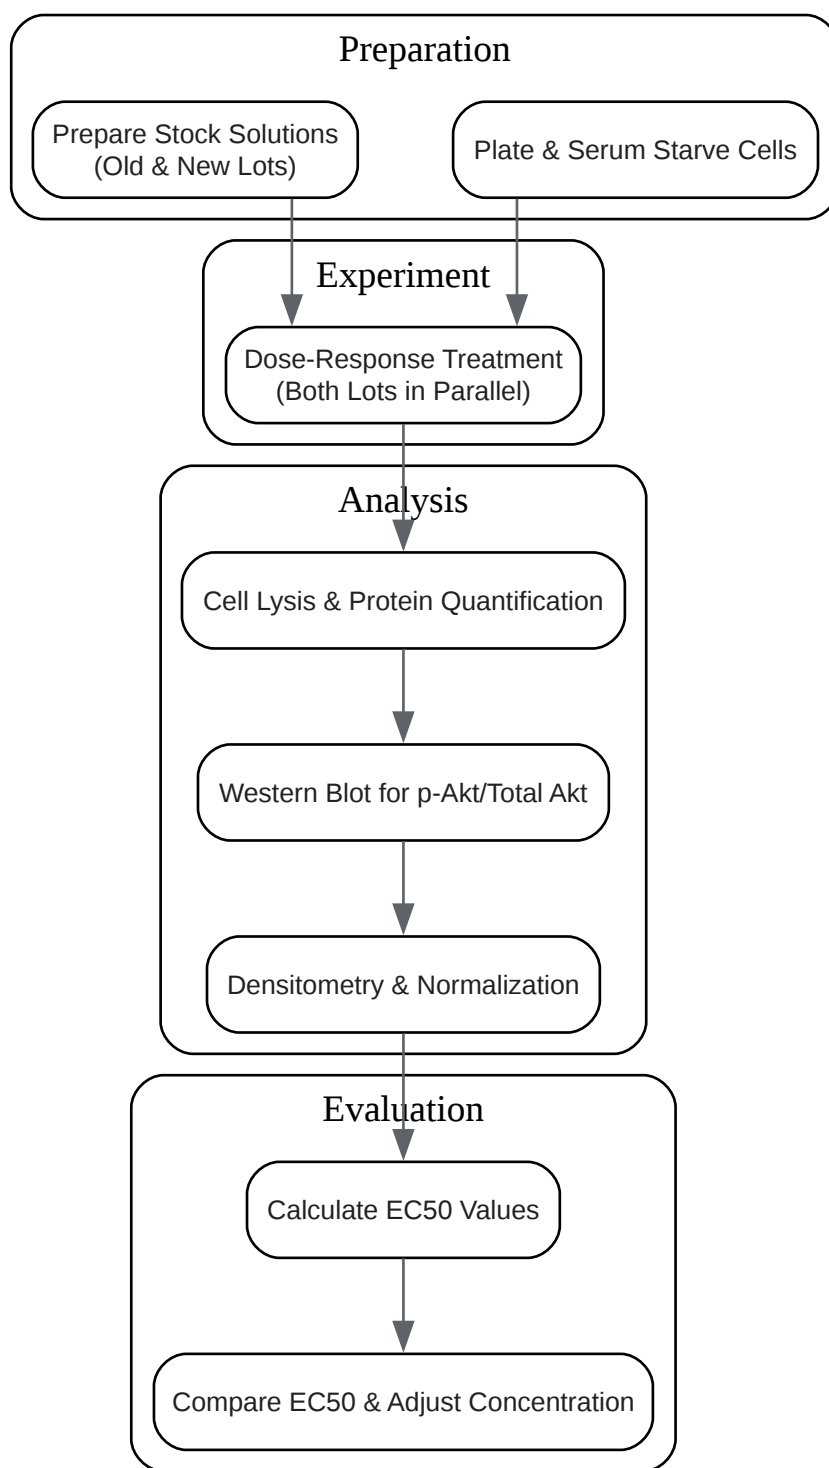 Preparation
Prepare Stock Solutions
(Old & New Lots)
Plate & Serum Starve Cells
Experiment
Dose-Response Treatment
(Both Lots in Parallel)
Analysis
Cell Lysis & Protein Quantification
Western Blot for p-Akt/Total Akt
Densitometry & Normalization
Evaluation
Calculate EC50 Values
Compare EC50 & Adjust Concentration